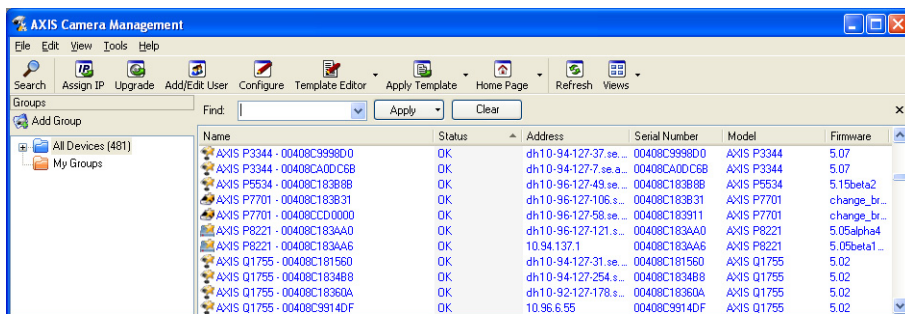 AXIS Camera Management
File Edit View Tools Help
Search Assign IP Upgrade Add/Edit User Configure Template Editor Apply Template Home Page Refresh Views
Groups
Find: Apply Clear
Add Group
Name Status Address Serial Number Model Firmware
All Devices (481)
My Groups
AXIS P3344 - 00408C9998D0 OK dh10-94-127-37.se.... 00408C9998D0 AXIS P3344 5.07
AXIS P3344 - 00408CA0DC6B OK dh10-94-127-7.se.a... 00408CA0DC6B AXIS P3344 5.07
AXIS P5534 - 00408C183B8B OK dh10-96-127-49.se.... 00408C183B8B AXIS P5534 5.15beta2
AXIS P7701 - 00408C183B31 OK dh10-96-127-106.s... 00408C183B31 AXIS P7701 change_br...
AXIS P7701 - 00408CCD0000 OK dh10-96-127-58.se.... 00408C183911 AXIS P7701 change_br...
AXIS P8221 - 00408C183AA0 OK dh10-96-127-121.s... 00408C183AA0 AXIS P8221 5.05alpha4
AXIS P8221 - 00408C183AA6 OK 10.94.137.1 00408C183AA6 AXIS P8221 5.05beta1...
AXIS Q1755 - 00408C181560 OK dh10-94-127-31.se.... 00408C181560 AXIS Q1755 5.02
AXIS Q1755 - 00408C1834B8 OK dh10-94-127-254.s... 00408C1834B8 AXIS Q1755 5.02
AXIS Q1755 - 00408C18360A OK dh10-92-127-178.s... 00408C18360A AXIS Q1755 5.02
AXIS Q1755 - 00408C9914DF OK 10.96.6.55 00408C9914DF AXIS Q1755 5.02